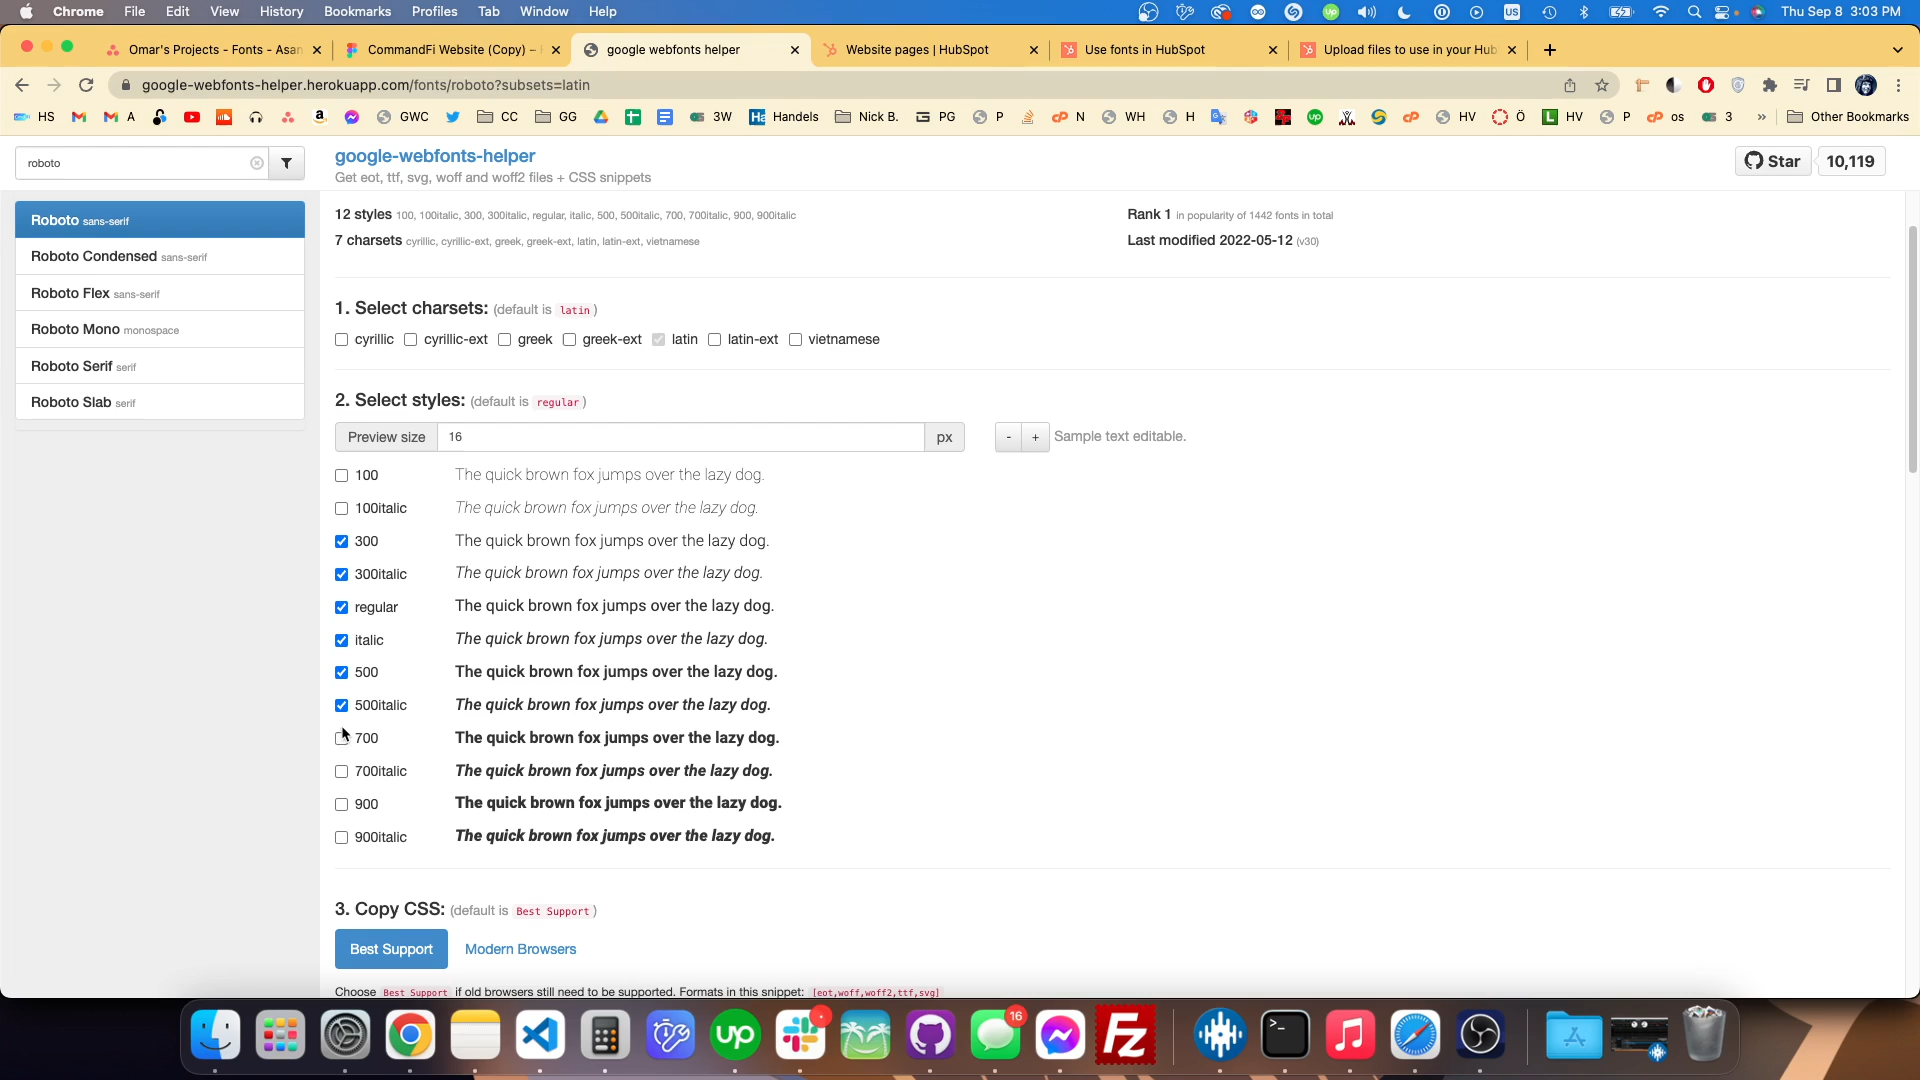 Chrome File Edit View History Bookmarks Profiles Tab Window Help
US Thu Sep 8 3:03 PM
Omar's Projects - Fonts - Asan
CommandFi Website (Copy) –
google webfonts helper
Website pages | HubSpot
Use fonts in HubSpot
Upload files to use in your Hub
google-webfonts-helper.herokuapp.com/fonts/roboto?subsets=latin
HS A GWC CC GG 3W Handels Nick B. PG P N WH H HV Ö HV P os 3 » Other Bookmarks
roboto
google-webfonts-helper
Get eot, ttf, svg, woff and woff2 files + CSS snippets
Star 10,119
Roboto sans-serif
Roboto Condensed sans-serif
Roboto Flex sans-serif
Roboto Mono monospace
Roboto Serif serif
Roboto Slab serif
12 styles 100, 100italic, 300, 300italic, regular, italic, 500, 500italic, 700, 700italic, 900, 900italic
Rank 1 in popularity of 1442 fonts in total
7 charsets cyrillic, cyrillic-ext, greek, greek-ext, latin, latin-ext, vietnamese
Last modified 2022-05-12 (v30)
1. Select charsets: (default is latin )
cyrillic cyrillic-ext greek greek-ext latin latin-ext vietnamese
2. Select styles: (default is regular )
Preview size 16 px - + Sample text editable.
100 The quick brown fox jumps over the lazy dog.
100italic The quick brown fox jumps over the lazy dog.
300 The quick brown fox jumps over the lazy dog.
300italic The quick brown fox jumps over the lazy dog.
regular The quick brown fox jumps over the lazy dog.
italic The quick brown fox jumps over the lazy dog.
500 The quick brown fox jumps over the lazy dog.
500italic The quick brown fox jumps over the lazy dog.
700 The quick brown fox jumps over the lazy dog.
700italic The quick brown fox jumps over the lazy dog.
900 The quick brown fox jumps over the lazy dog.
900italic The quick brown fox jumps over the lazy dog.
3. Copy CSS: (default is Best Support )
Best Support Modern Browsers
Choose Best Support if old browsers still need to be supported. Formats in this snippet: [eot,woff,woff2,ttf,svg]
up 16 Fz